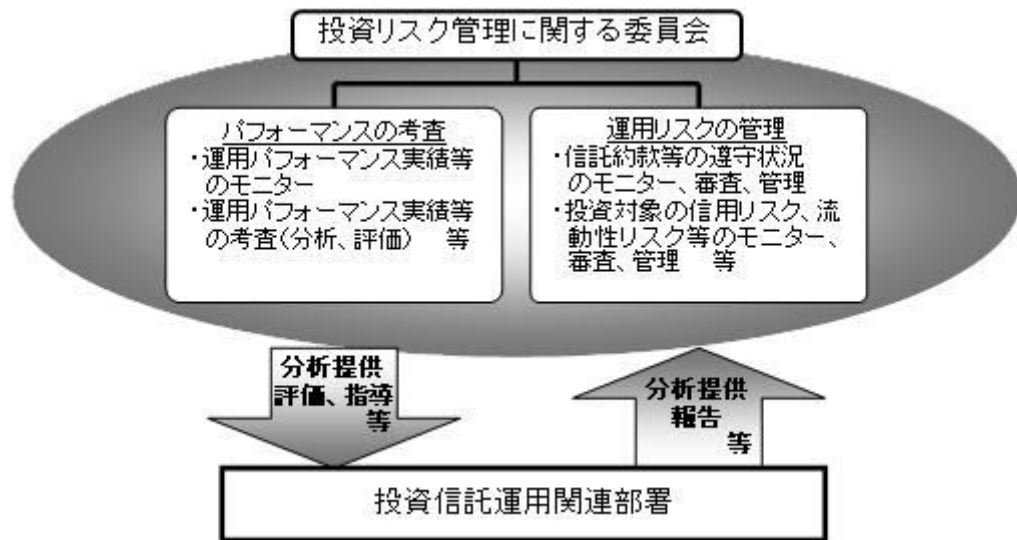 投資リスク管理に関する委員会
パフォーマンスの考査
・運用パフォーマンス実績等
のモニター
・運用パフォーマンス実績等
の考査(分析、評価) 等
運用リスクの管理
・信託約款等の遵守状況
のモニター、審査、管理
・投資対象の信用リスク、流
動性リスク等のモニター、
審査、管理 等
分析提供
評価、指導
等
分析提供
報告
等
投資信託運用関連部署